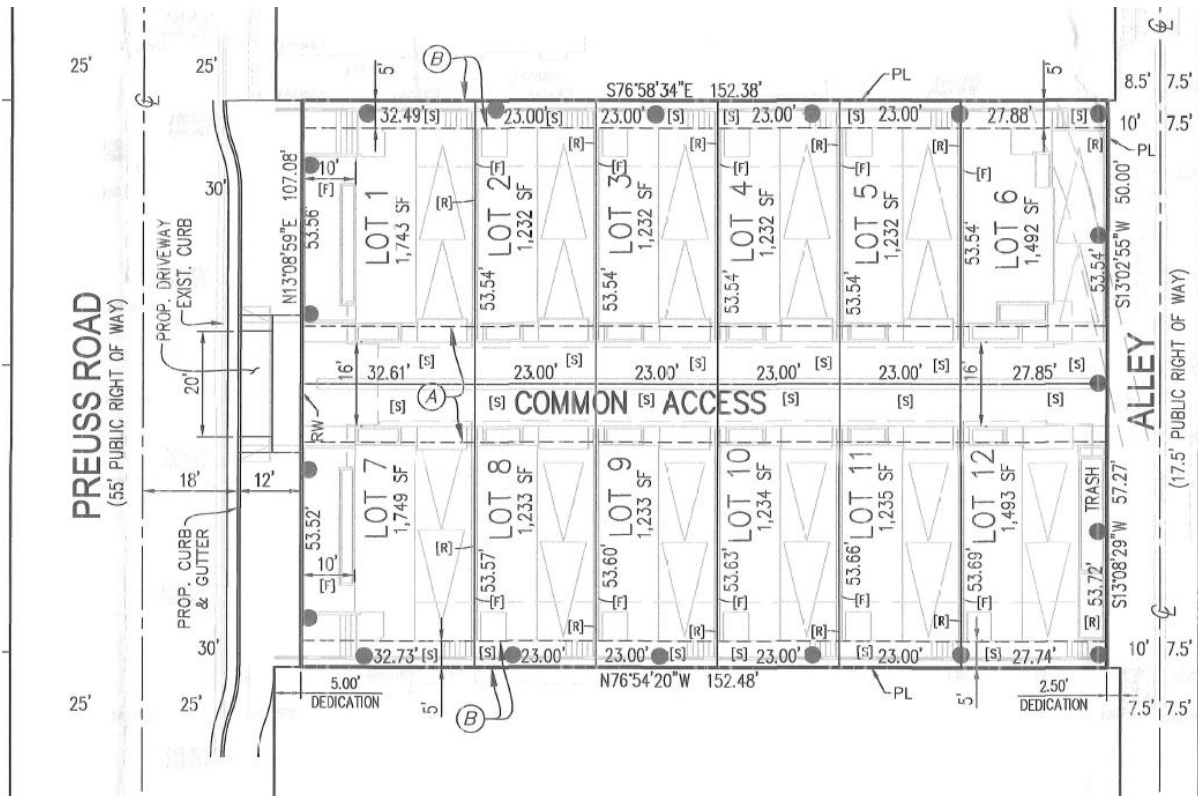 25'
25'
B
5'
S76°58'34"E 152.38'
PL
5'
8.5'
7.5'
10'
7.5'
PL
32.49' [S]
[S] 23.00' [S]
23.00' [S]
[S] 23.00'
[S] 23.00'
27.88' [S]
[R]
[R]
[R]
[R]
[R]
[R]
[F]
[F]
[F]
[F]
[F]
10'
[F]
30'
N13°08'59"E 107.08'
53.56'
LOT 1
1,743 SF
53.54'
LOT 2
1,232 SF
53.54'
LOT 3
1,232 SF
53.54'
LOT 4
1,232 SF
53.54'
LOT 5
1,232 SF
53.54'
LOT 6
1,492 SF
53.54'
S13°02'55"W 50.00'
PREUSS ROAD
(55' PUBLIC RIGHT OF WAY)
PROP. DRIVEWAY
EXIST. CURB
20'
16'
32.61' [S]
23.00' [S]
23.00' [S]
23.00' [S]
23.00' [S]
16'
27.85' [S]
A
RW
[S]
[S] COMMON [S] ACCESS [S]
[S]
[S]
ALLEY
(17.5' PUBLIC RIGHT OF WAY)
18'
12'
PROP. CURB
& GUTTER
53.52'
LOT 7
1,749 SF
53.57'
LOT 8
1,233 SF
53.60'
LOT 9
1,233 SF
53.63'
LOT 10
1,234 SF
53.66'
LOT 11
1,235 SF
53.69'
LOT 12
1,493 SF
TRASH
53.72'
S13°08'29"W 57.27'
10'
[F]
[R]
[F]
[F]
[F]
[F]
[F]
[R]
[R]
[R]
[R]
[R]
30'
32.73' [S]
[S] 23.00'
23.00' [S]
[S] 23.00'
[S] 23.00'
[S] 27.74'
10'
7.5'
N76°54'20"W 152.48'
PL
25'
25'
5.00'
DEDICATION
5'
B
5'
2.50'
DEDICATION
7.5'
7.5'